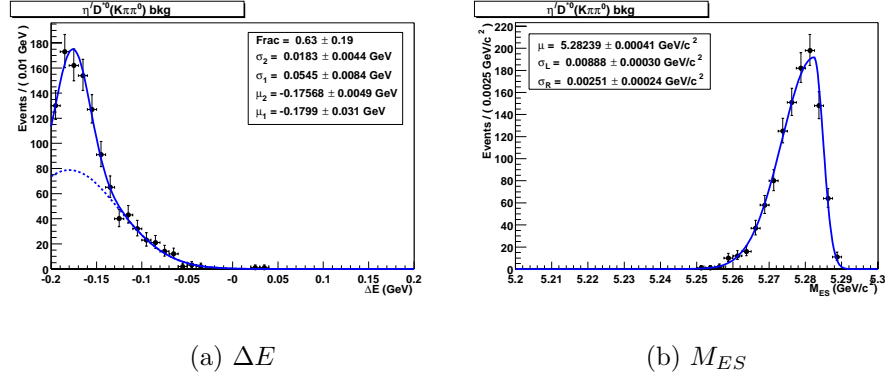 η′D*⁰(Kππ⁰) bkg
Events / ( 0.01 GeV )
180
160
140
120
100
80
60
40
20
0
Frac = 0.63 ± 0.19
σ₂ = 0.0183 ± 0.0044 GeV
σ₁ = 0.0545 ± 0.0084 GeV
μ₂ = -0.17568 ± 0.0049 GeV
μ₁ = -0.1799 ± 0.031 GeV
-0.2 -0.15 -0.1 -0.05 -0 0.05 0.1 0.15 0.2
ΔE (GeV)
(a) ΔE
η′D*⁰(Kππ⁰) bkg
Events / ( 0.0025 GeV/c² )
220
200
180
160
140
120
100
80
60
40
20
0
μ = 5.28239 ± 0.00041 GeV/c²
σL = 0.00888 ± 0.00030 GeV/c²
σR = 0.00251 ± 0.00024 GeV/c²
5.2 5.21 5.22 5.23 5.24 5.25 5.26 5.27 5.28 5.29 5.3
MES (GeV/c²)
(b) MES